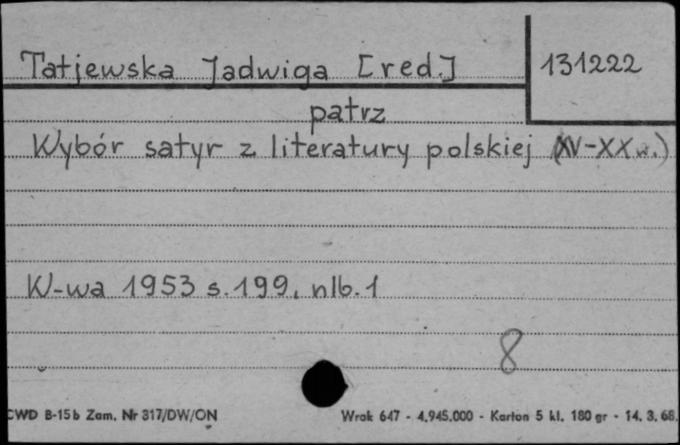 Tatjewska Jadwiga [red.] 131222
patrz
Wybór satyr z literatury polskiej (XV-XX w.)
W-wa 1953 s. 199, nlb. 1
8
CWD B-15b Zam. Nr 317/DW/ON Wrak 647 - 4.945.000 - Karton 5 kl. 180 gr - 14. 3. 68.